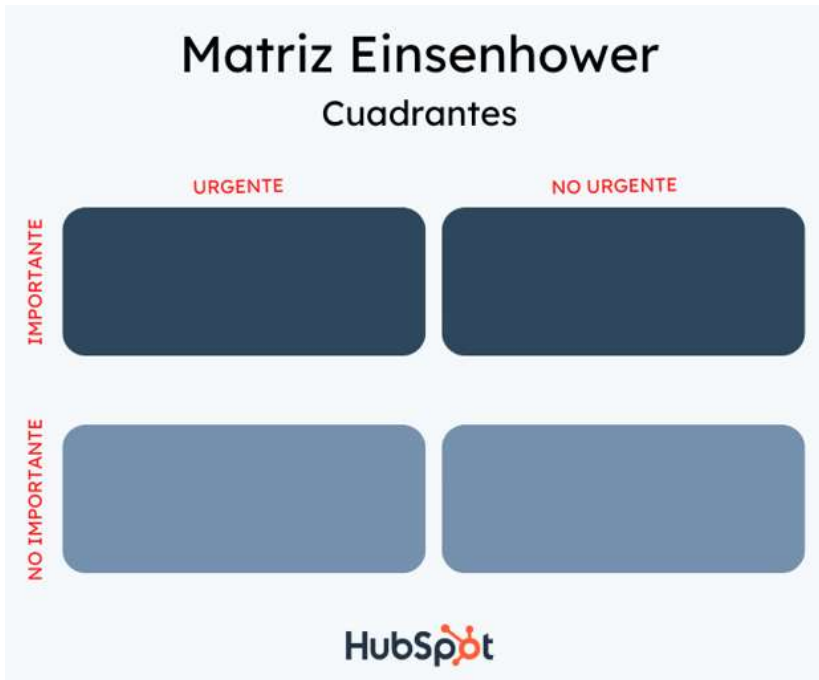 Matriz Einsenhower
Cuadrantes
URGENTE
NO URGENTE
IMPORTANTE
NO IMPORTANTE
HubSpot